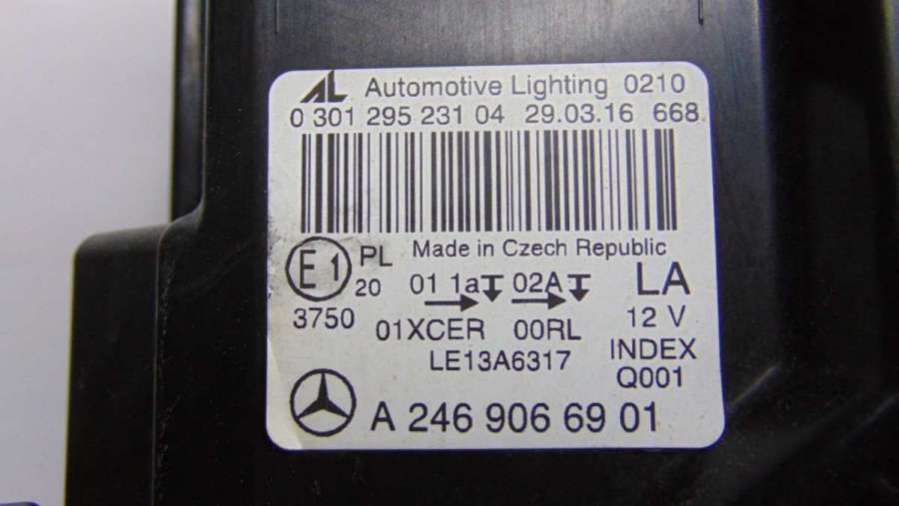 AL Automotive Lighting 0210
0 301 295 231 04 29.03.16 668
Made in Czech Republic
E1 PL 20 01 1a 02A LA
3750 01XCER 00RL 12 V
LE13A6317 INDEX
Q001
A 246 906 69 01